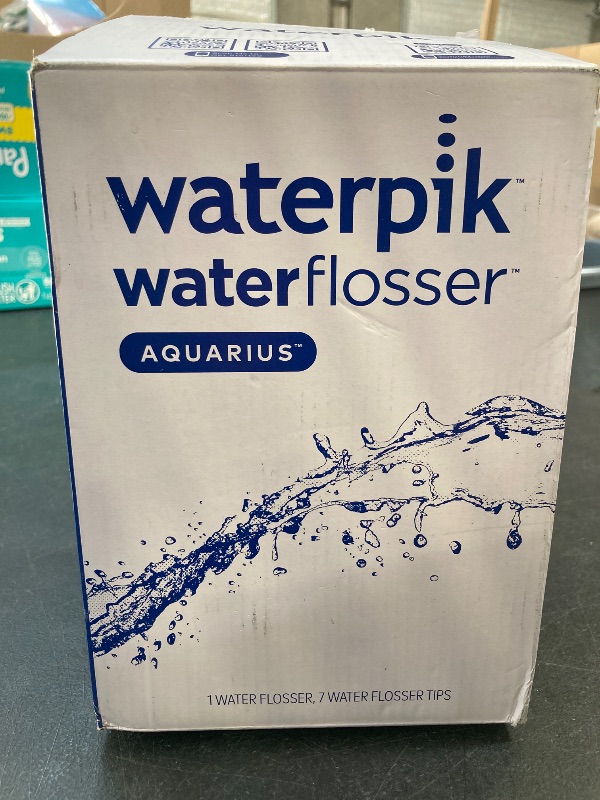 waterpik™
waterflosser™
AQUARIUS™
1 WATER FLOSSER, 7 WATER FLOSSER TIPS